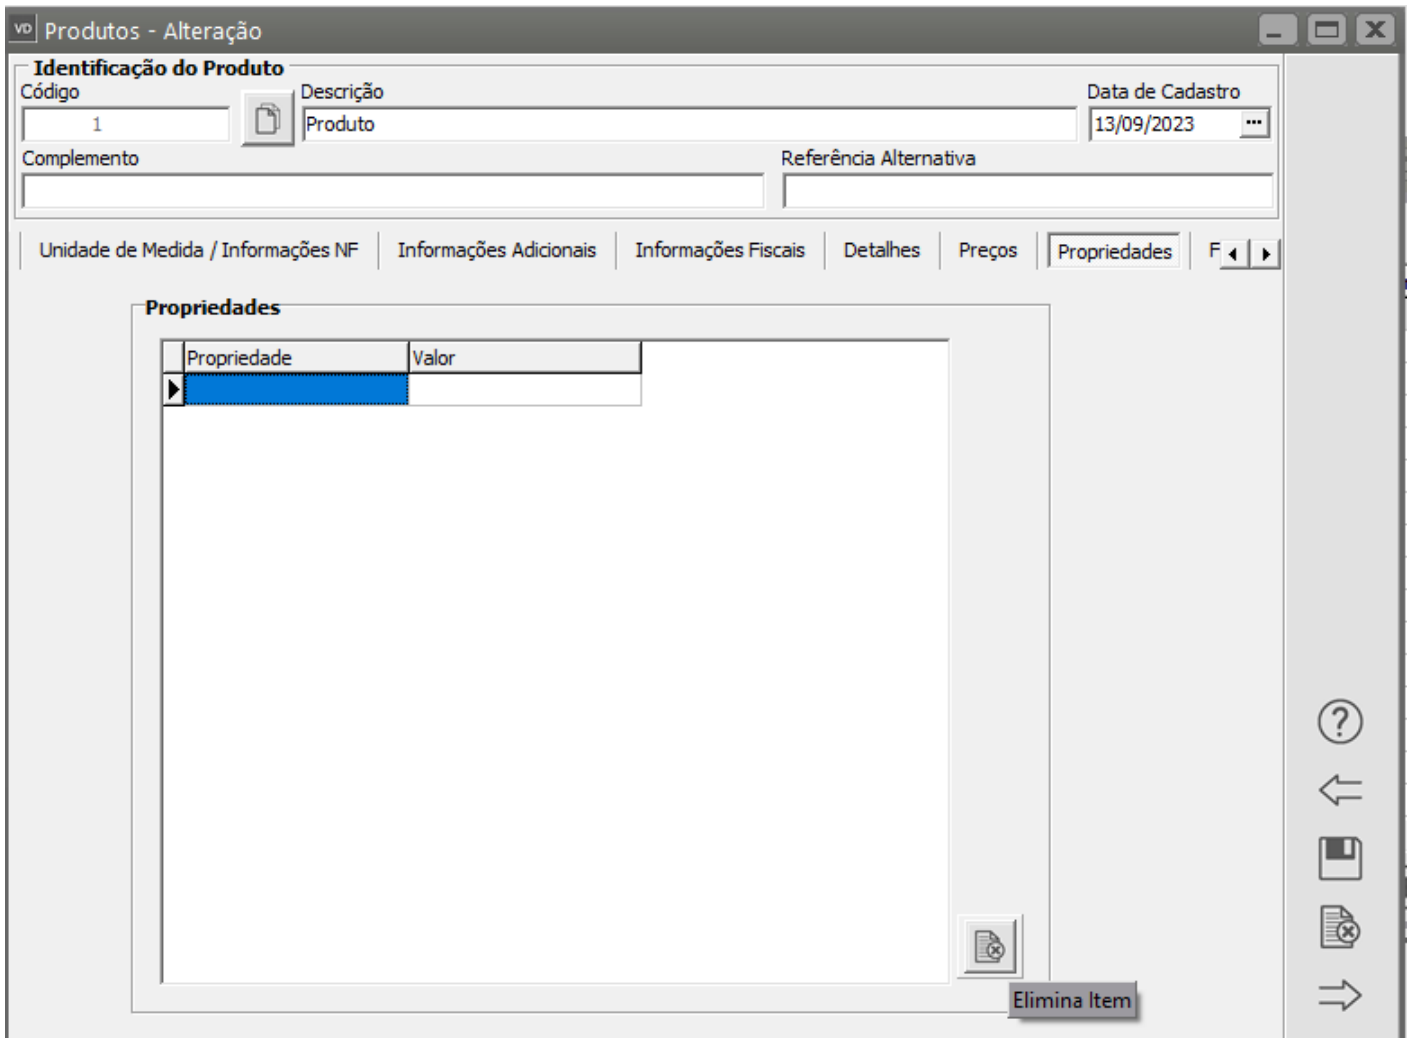 VD Produtos - Alteração
Identificação do Produto
Código
Descrição
Data de Cadastro
1
Produto
13/09/2023 ...
Complemento
Referência Alternativa
Unidade de Medida / Informações NF
Informações Adicionais
Informações Fiscais
Detalhes
Preços
Propriedades
F
Propriedades
Propriedade
Valor
Elimina Item